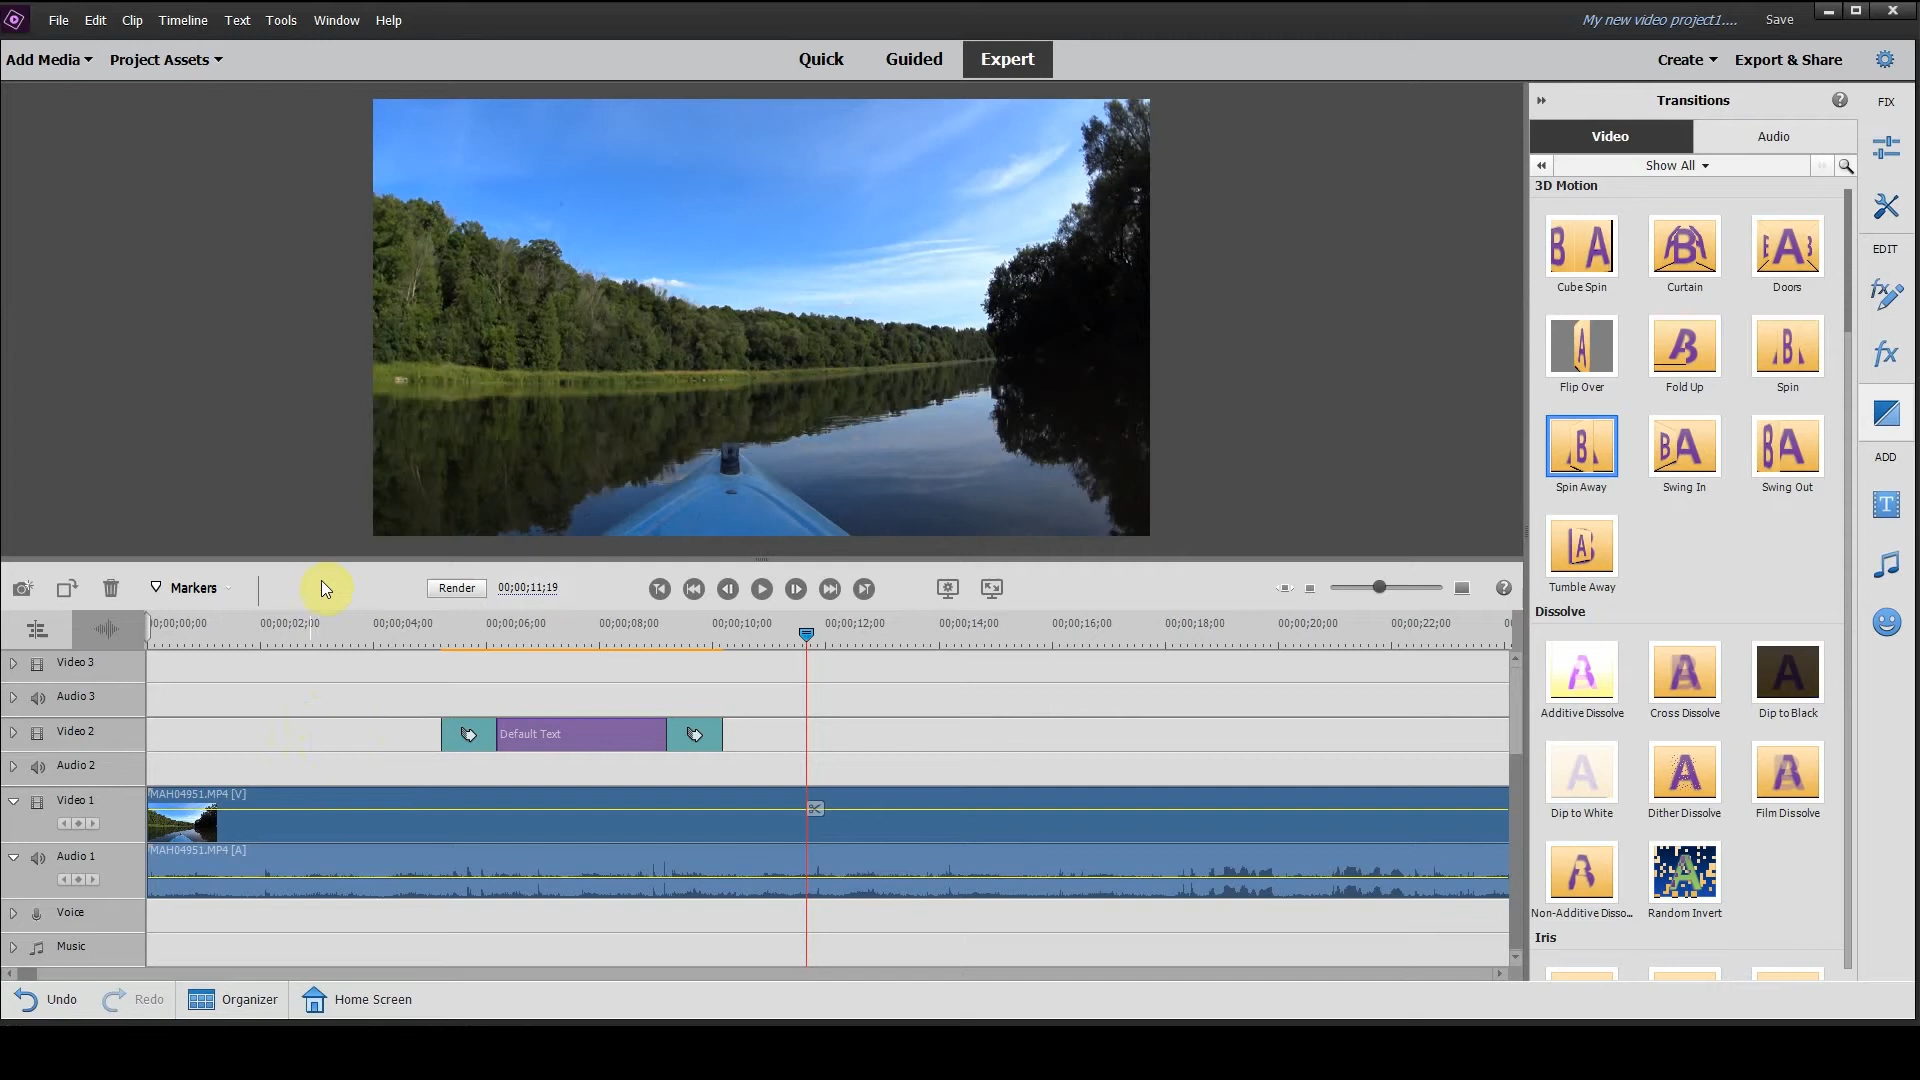 File Edit Clip Timeline Text Tools Window Help
My new video project1.... Save
Add Media Project Assets
Quick Guided Expert
Create Export & Share
Transitions
FIX
Video Audio
Show All
3D Motion
Cube Spin Curtain Doors
EDIT
Flip Over Fold Up Spin
Spin Away Swing In Swing Out
ADD
Tumble Away
Dissolve
Additive Dissolve Cross Dissolve Dip to Black
Dip to White Dither Dissolve Film Dissolve
Non-Additive Disso... Random Invert
Iris
Markers
Render 00;00;11;19
00;00;00;00 00;00;02;00 00;00;04;00 00;00;06;00 00;00;08;00 00;00;10;00 00;00;12;00 00;00;14;00 00;00;16;00 00;00;18;00 00;00;20;00 00;00;22;00
Video 3
Audio 3
Video 2
Default Text
Audio 2
Video 1
MAH04951.MP4 [V]
Audio 1
MAH04951.MP4 [A]
Voice
Music
Undo Redo Organizer Home Screen